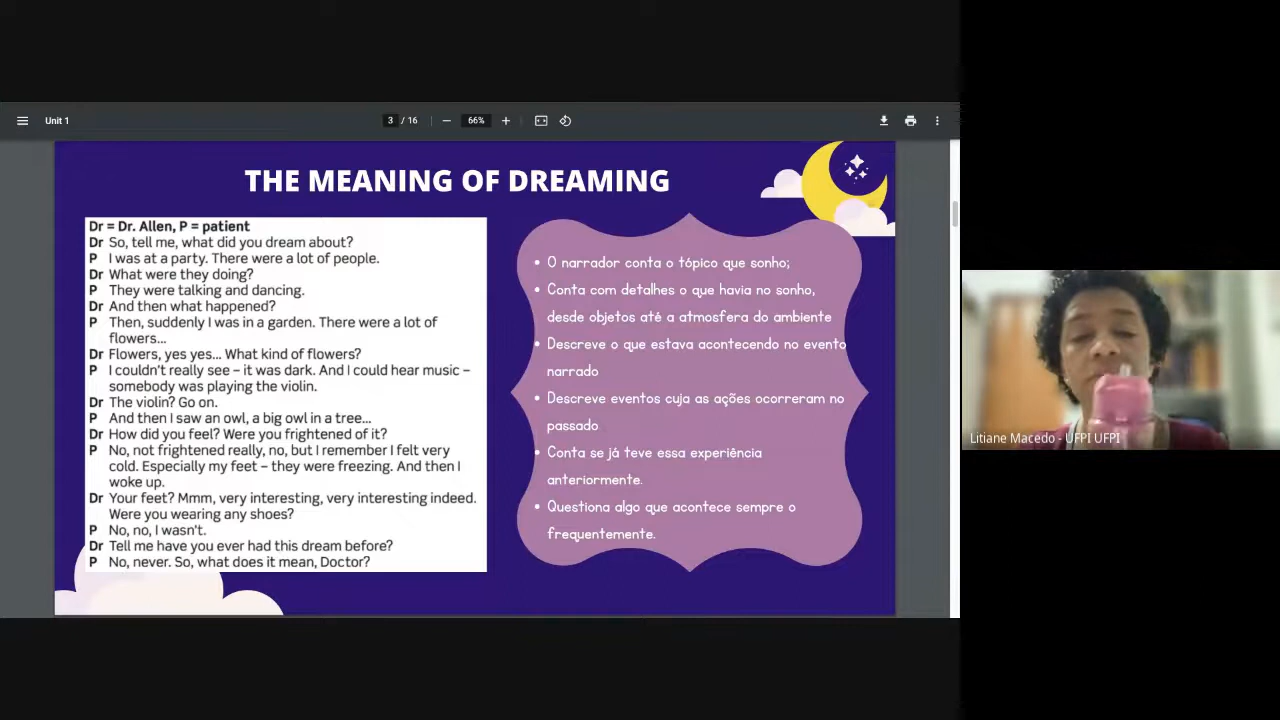 Unit 1
3 / 16
66%
THE MEANING OF DREAMING
Dr = Dr. Allen, P = patient
Dr So, tell me, what did you dream about?
P I was at a party. There were a lot of people.
Dr What were they doing?
P They were talking and dancing.
Dr And then what happened?
P Then, suddenly I was in a garden. There were a lot of
flowers...
Dr Flowers, yes yes... What kind of flowers?
P I couldn't really see – it was dark. And I could hear music –
somebody was playing the violin.
Dr The violin? Go on.
P And then I saw an owl, a big owl in a tree...
Dr How did you feel? Were you frightened of it?
P No, not frightened really, no, but I remember I felt very
cold. Especially my feet – they were freezing. And then I
woke up.
Dr Your feet? Mmm, very interesting, very interesting indeed.
Were you wearing any shoes?
P No, no, I wasn't.
Dr Tell me have you ever had this dream before?
P No, never. So, what does it mean, Doctor?
• O narrador conta o tópico que sonho;
• Conta com detalhes o que havia no sonho,
desde objetos até a atmosfera do ambiente
• Descreve o que estava acontecendo no evento
narrado
• Descreve eventos cuja as ações ocorreram no
passado
• Conta se já teve essa experiência
anteriormente.
• Questiona algo que acontece sempre o
frequentemente.
Litiane Macedo - UFPI UFPI